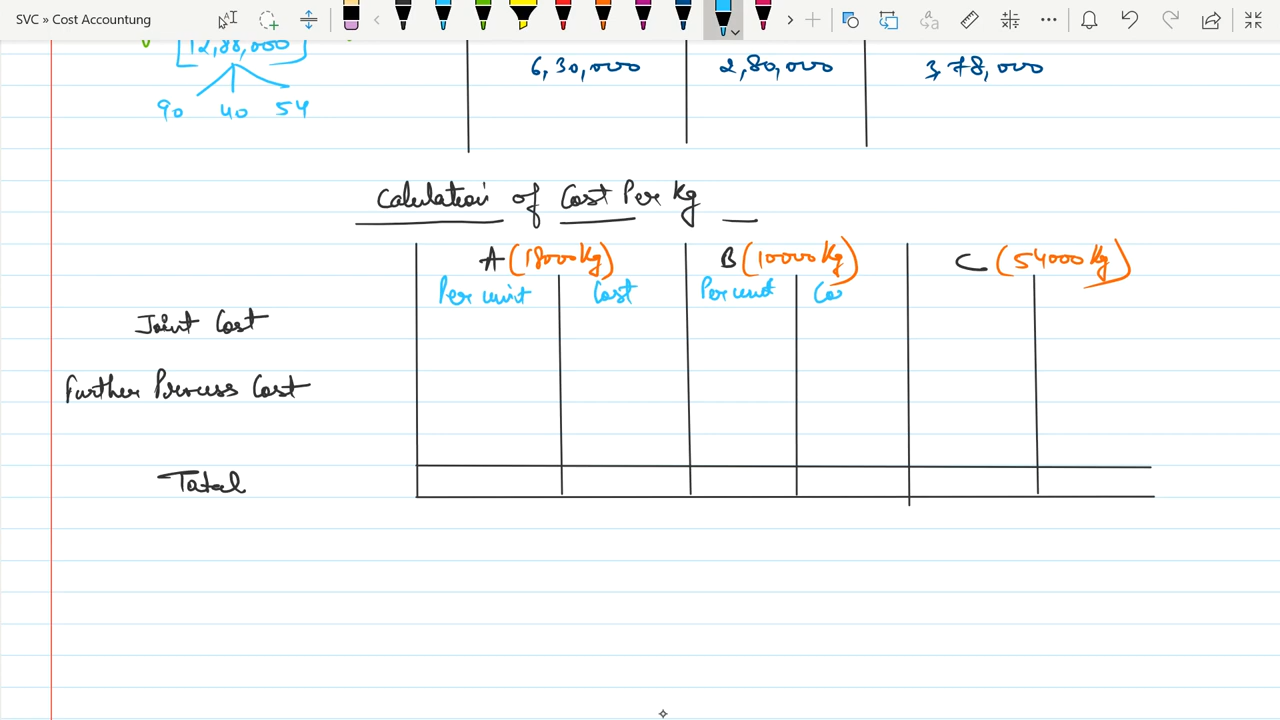 SVC » Cost Accountung
12,88,000
6,30,000 2,80,000 3,78,000
90 40 54
Calulation of Cost Per Kg
A (18000 Kg) B (10000 Kg) C (54000 Kg)
Per unit Cost Per unit Co
Joint Cost
Further Process Cost
Total